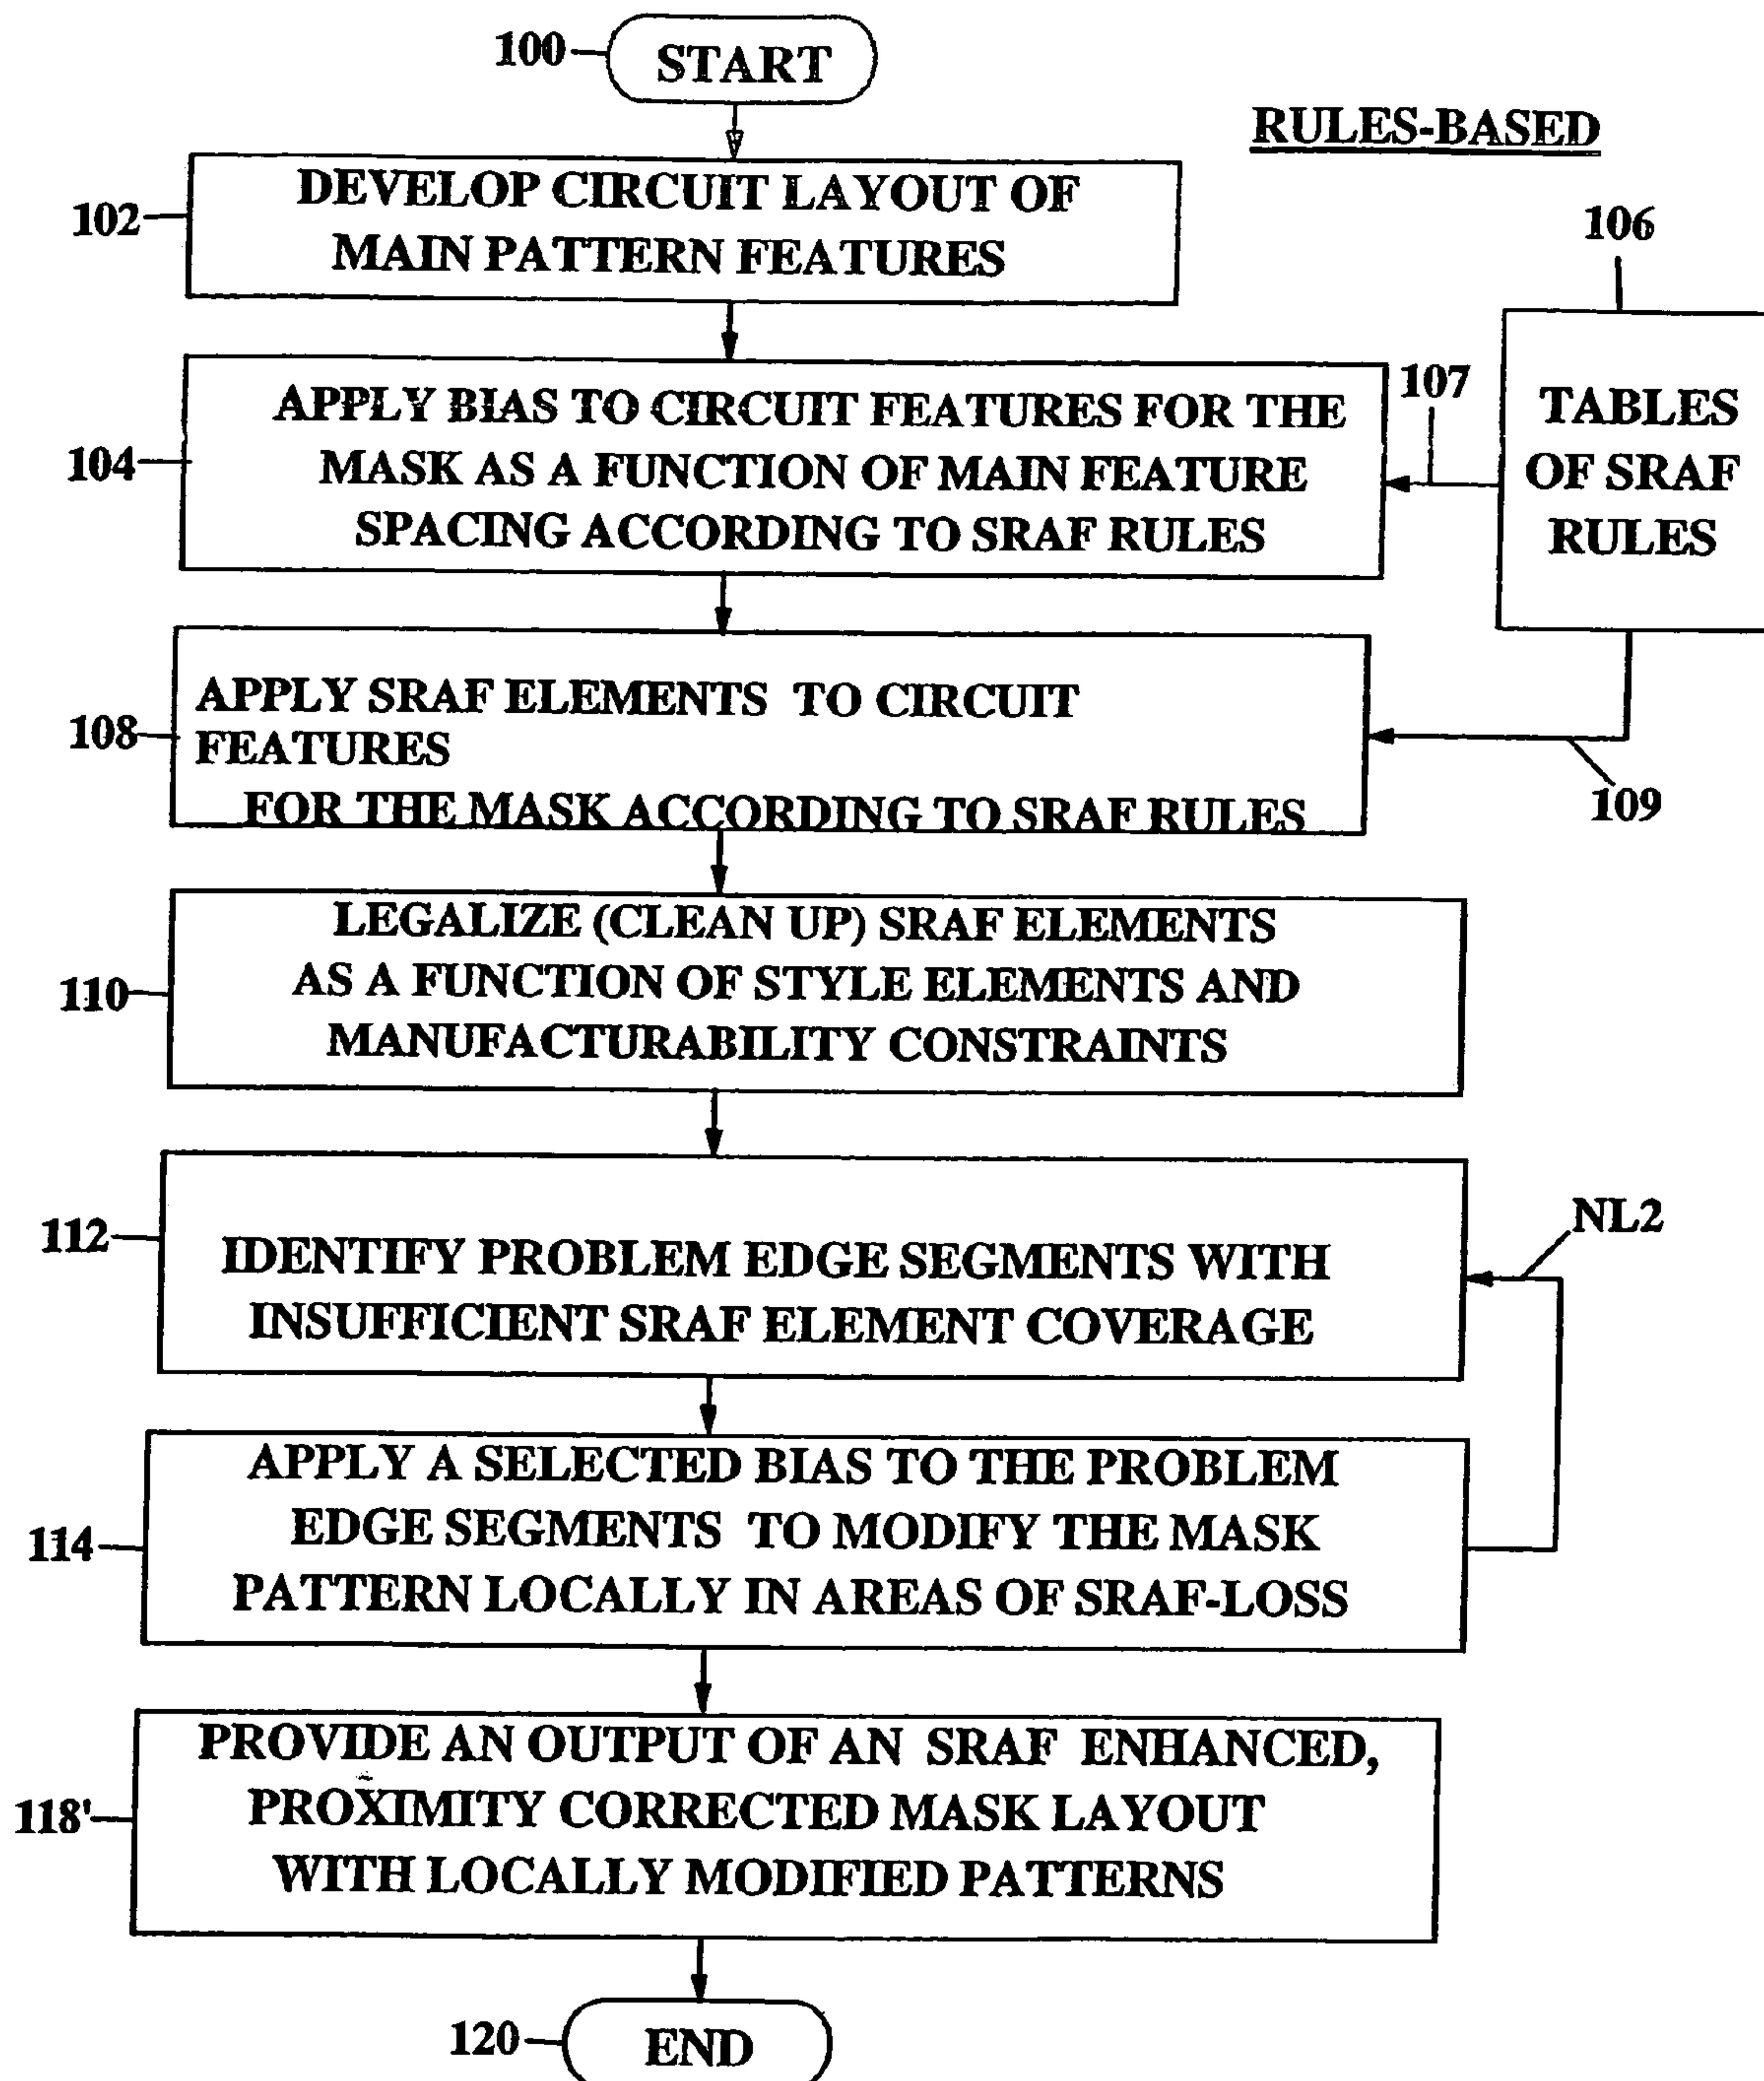 100
START
RULES-BASED
102
DEVELOP CIRCUIT LAYOUT OF
MAIN PATTERN FEATURES
106
104
APPLY BIAS TO CIRCUIT FEATURES FOR THE
MASK AS A FUNCTION OF MAIN FEATURE
SPACING ACCORDING TO SRAF RULES
107
TABLES
OF SRAF
RULES
108
APPLY SRAF ELEMENTS TO CIRCUIT
FEATURES
FOR THE MASK ACCORDING TO SRAF RULES
109
110
LEGALIZE (CLEAN UP) SRAF ELEMENTS
AS A FUNCTION OF STYLE ELEMENTS AND
MANUFACTURABILITY CONSTRAINTS
112
IDENTIFY PROBLEM EDGE SEGMENTS WITH
INSUFFICIENT SRAF ELEMENT COVERAGE
NL2
114
APPLY A SELECTED BIAS TO THE PROBLEM
EDGE SEGMENTS TO MODIFY THE MASK
PATTERN LOCALLY IN AREAS OF SRAF-LOSS
118'
PROVIDE AN OUTPUT OF AN SRAF ENHANCED,
PROXIMITY CORRECTED MASK LAYOUT
WITH LOCALLY MODIFIED PATTERNS
120
END